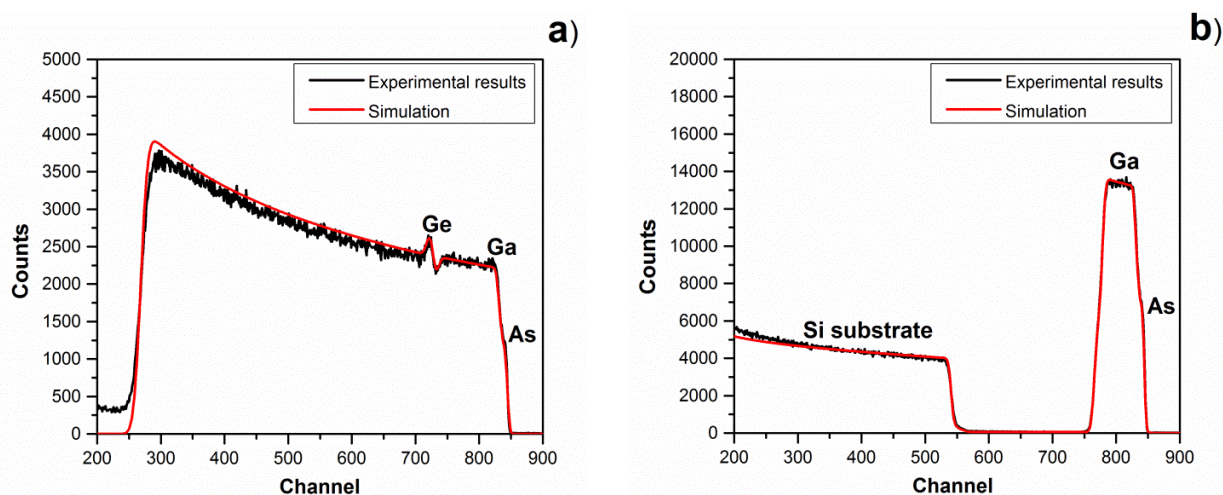 a)
5000
4500
4000
3500
3000
2500
2000
1500
1000
500
0
Counts
Experimental results
Simulation
Ge
Ga
As
200 300 400 500 600 700 800 900
Channel
b)
20000
18000
16000
14000
12000
10000
8000
6000
4000
2000
0
Counts
Experimental results
Simulation
Ga
As
Si substrate
200 300 400 500 600 700 800 900
Channel